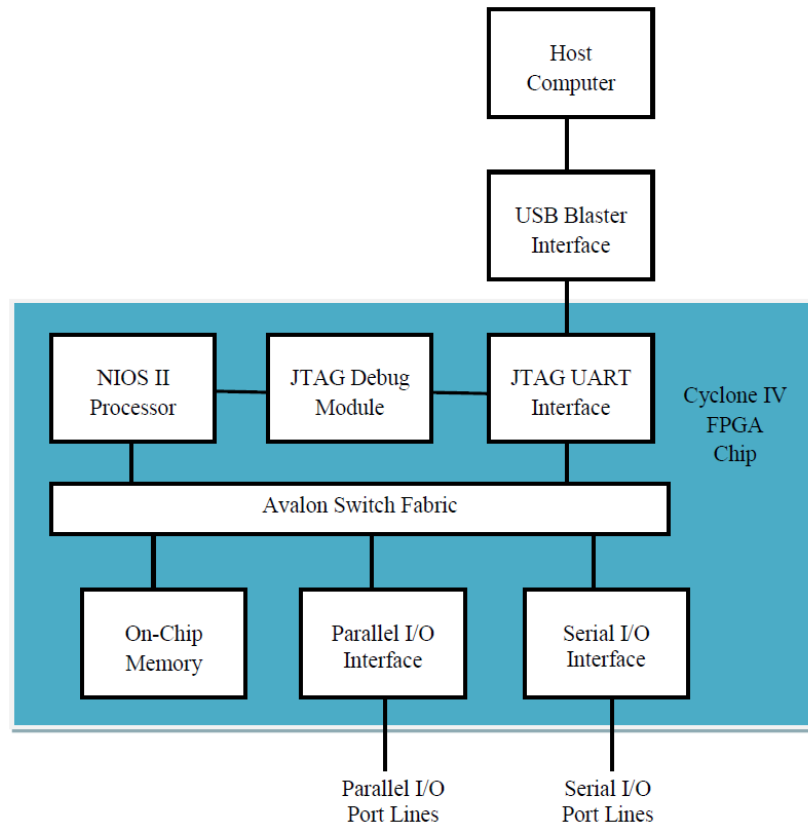 Host
Computer
USB Blaster
Interface
NIOS II
Processor
JTAG Debug
Module
JTAG UART
Interface
Cyclone IV
FPGA
Chip
Avalon Switch Fabric
On-Chip
Memory
Parallel I/O
Interface
Serial I/O
Interface
Parallel I/O
Port Lines
Serial I/O
Port Lines